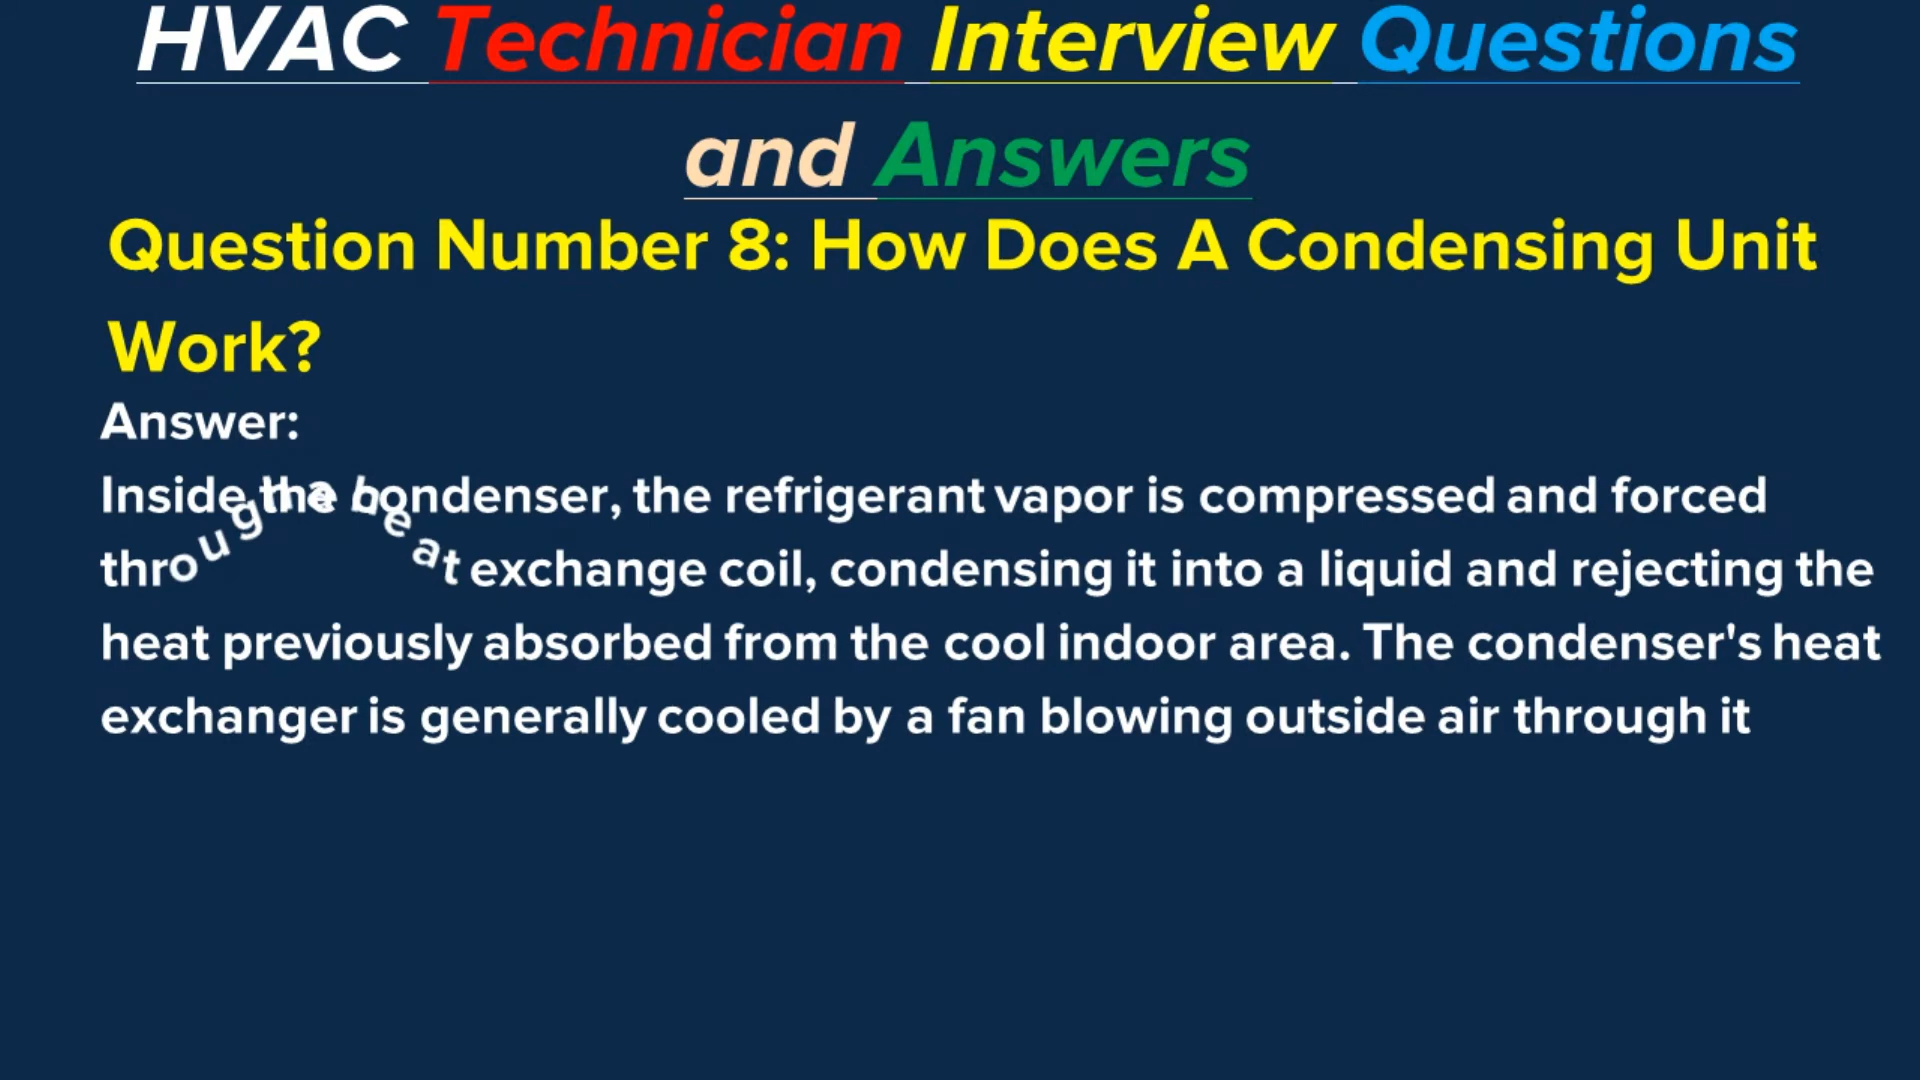 HVAC Technician Interview Questions
and Answers
Question Number 8: How Does A Condensing Unit
Work?
Answer:
Inside the condenser, the refrigerant vapor is compressed and forced
through a heat exchange coil, condensing it into a liquid and rejecting the
heat previously absorbed from the cool indoor area. The condenser's heat
exchanger is generally cooled by a fan blowing outside air through it